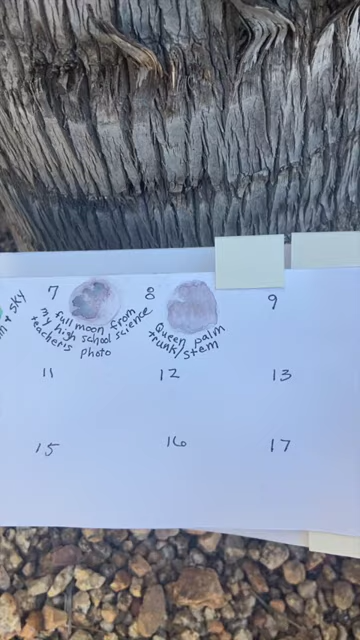 n + sky
7
full moon from
my high school science
teacher's
photo
8
Queen palm
trunk/stem
9
11
12
13
15
16
17